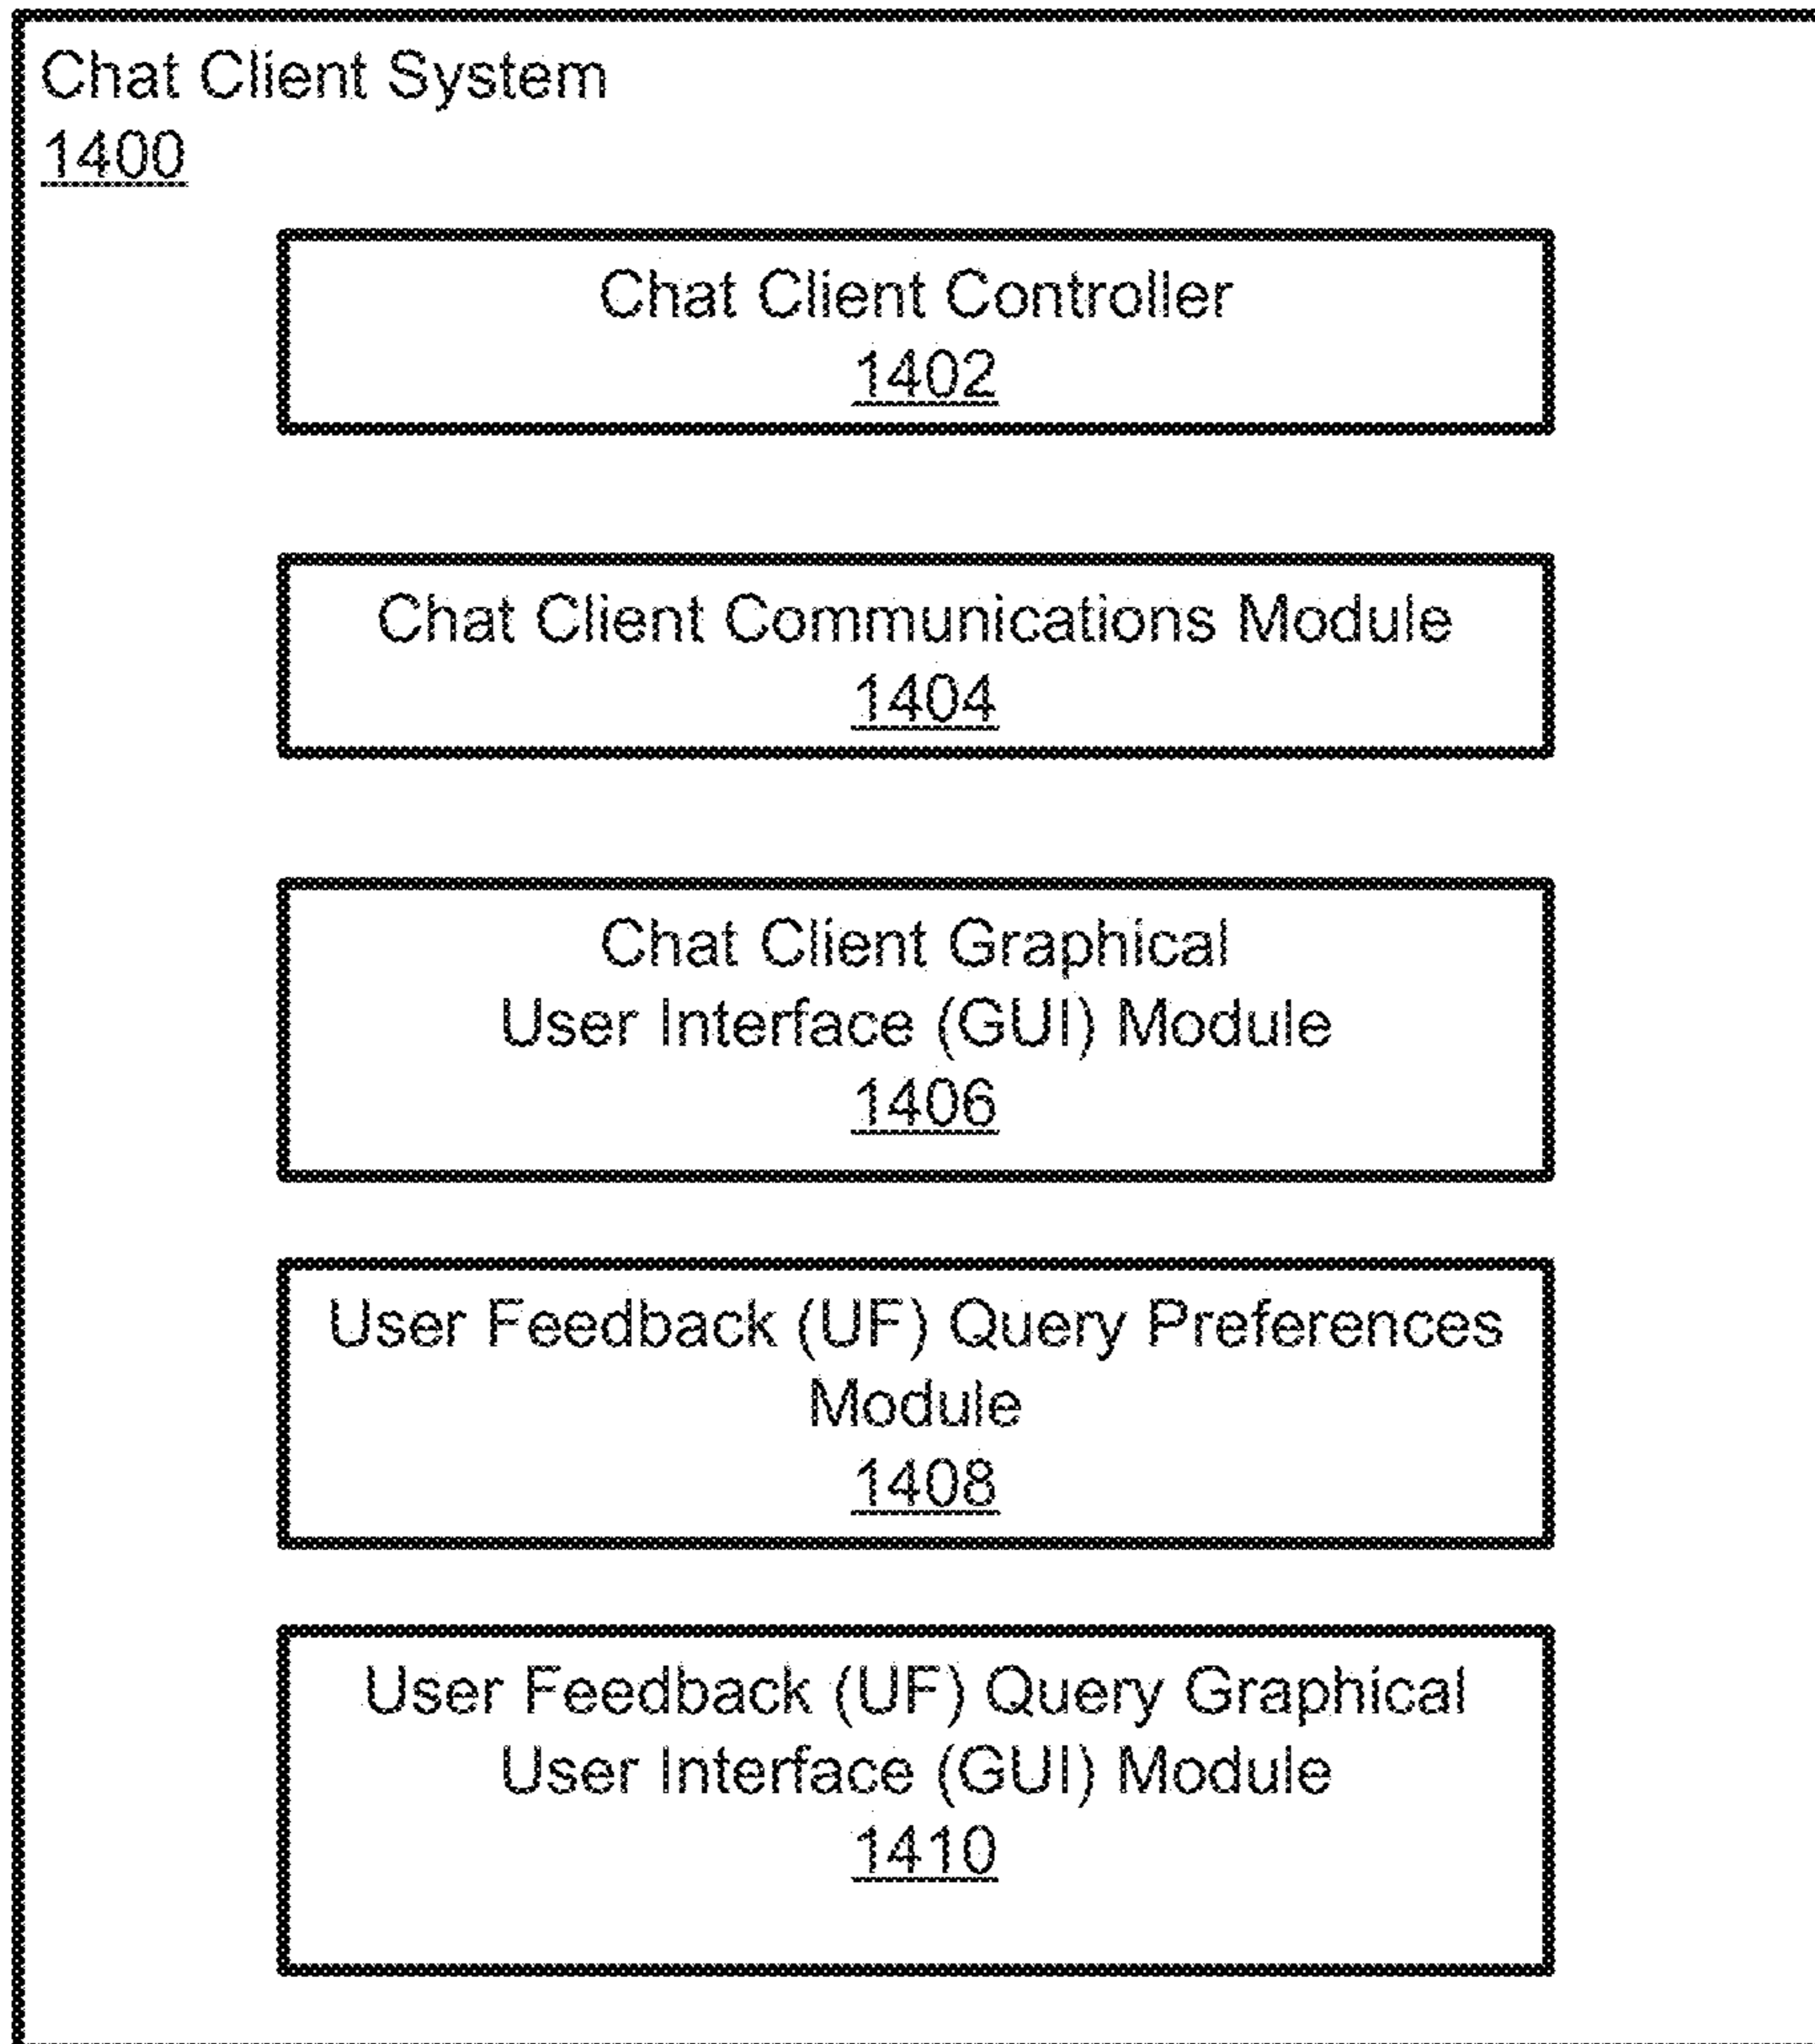 Chat Client System
1400
Chat Client Controller
1402
Chat Client Communications Module
1404
Chat Client Graphical
User Interface (GUI) Module
1406
User Feedback (UF) Query Preferences
Module
1408
User Feedback (UF) Query Graphical
User Interface (GUI) Module
1410